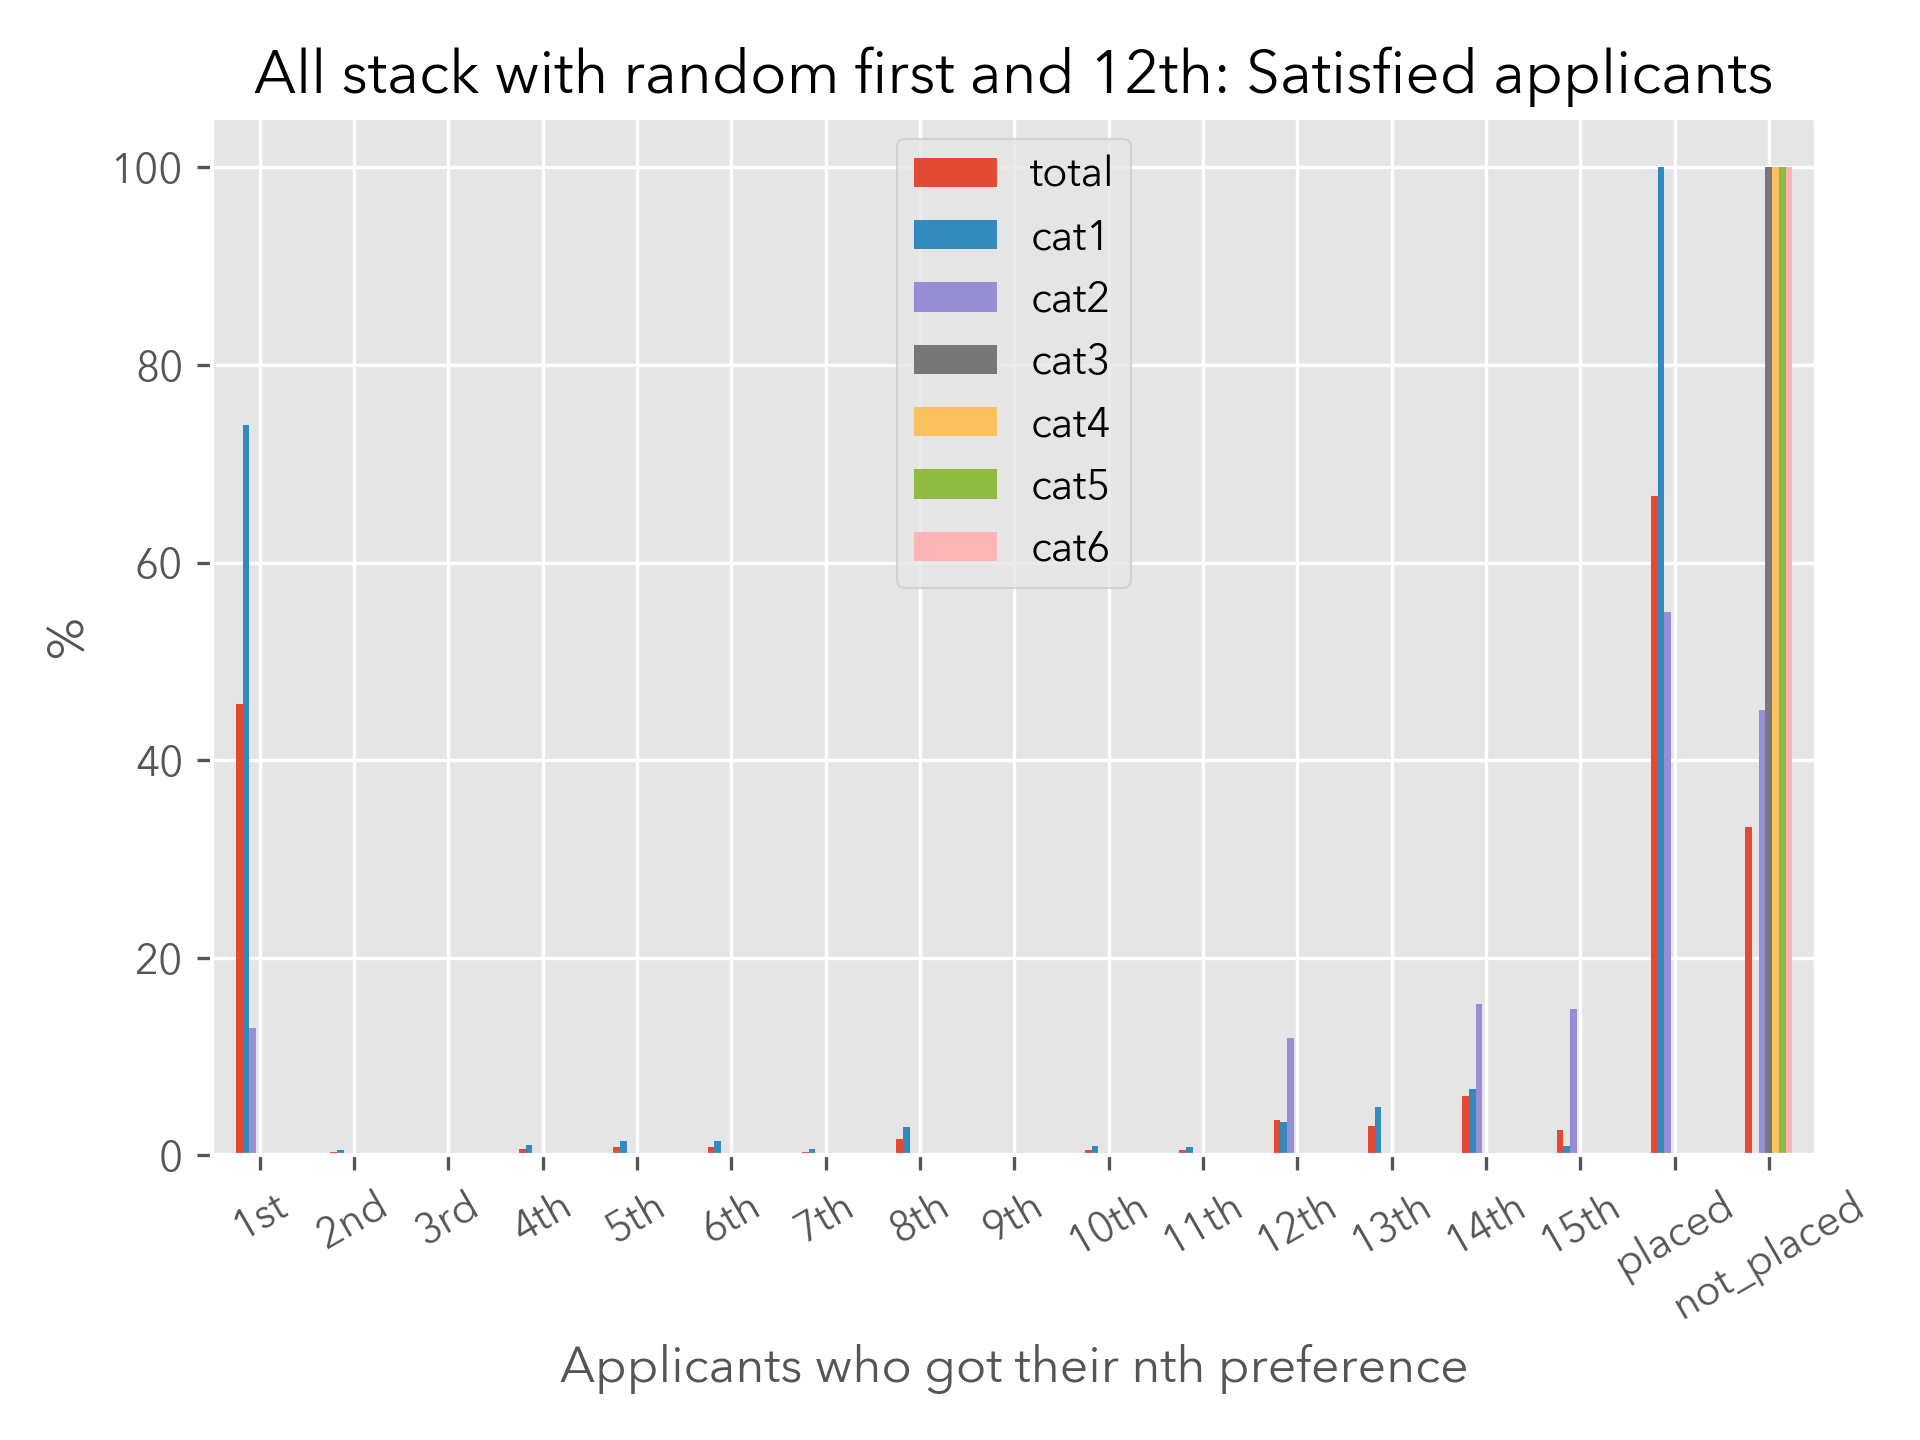 All stack with random first and 12th: Satisfied applicants
100
80
60
40
20
0
%
total
cat1
cat2
cat3
cat4
cat5
cat6
1st 2nd 3rd 4th 5th 6th 7th 8th 9th 10th 11th 12th 13th 14th 15th placed not_placed
Applicants who got their nth preference